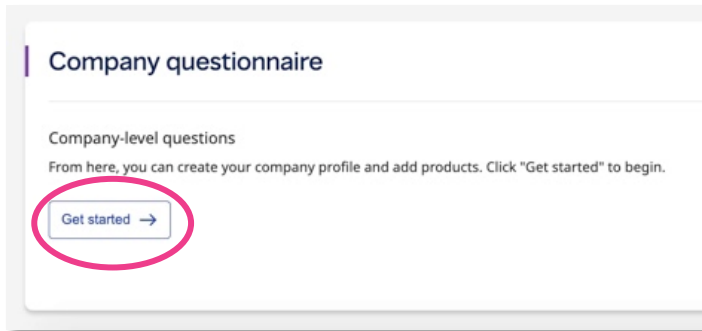 Company questionnaire
Company-level questions
From here, you can create your company profile and add products. Click "Get started" to begin.
Get started →